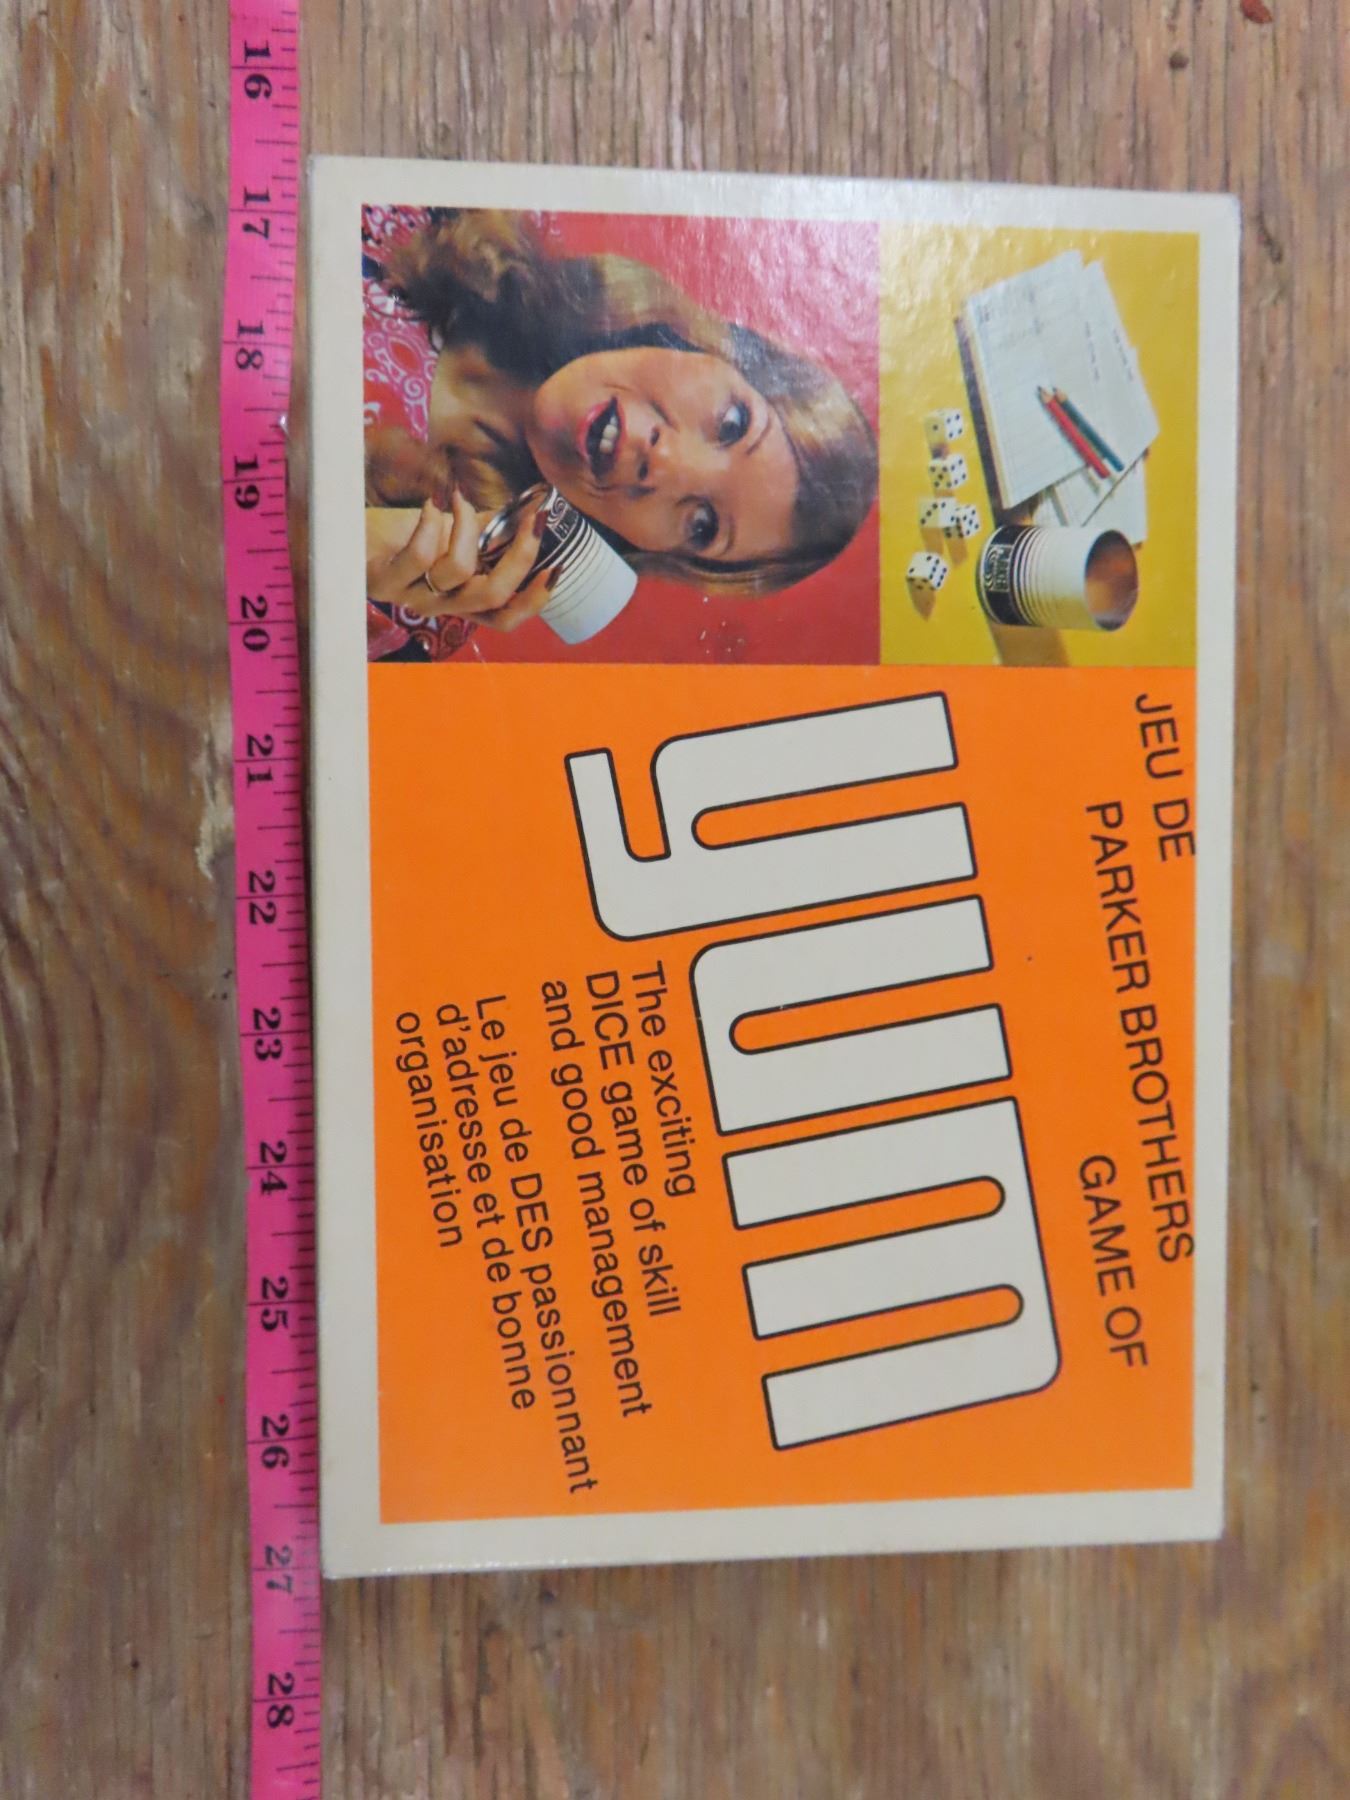 JEU DE
PARKER BROTHERS
GAME OF
yum
The exciting
DICE game of skill
and good management
Le jeu de DES passionnant
d'adresse et de bonne
organisation
16 17 18 19 20 21 22 23 24 25 26 27 28